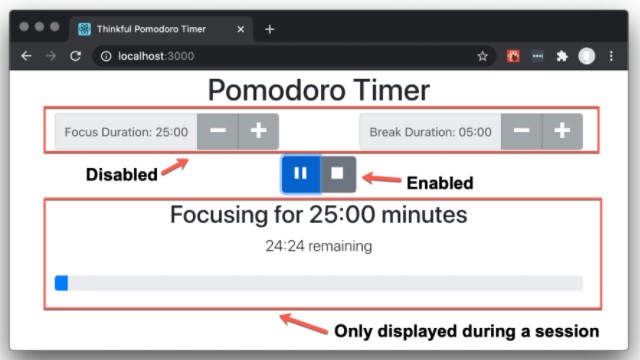 Thinkful Pomodoro Timer
localhost:3000
Pomodoro Timer
Focus Duration: 25:00
Break Duration: 05:00
Disabled
Enabled
Focusing for 25:00 minutes
24:24 remaining
Only displayed during a session